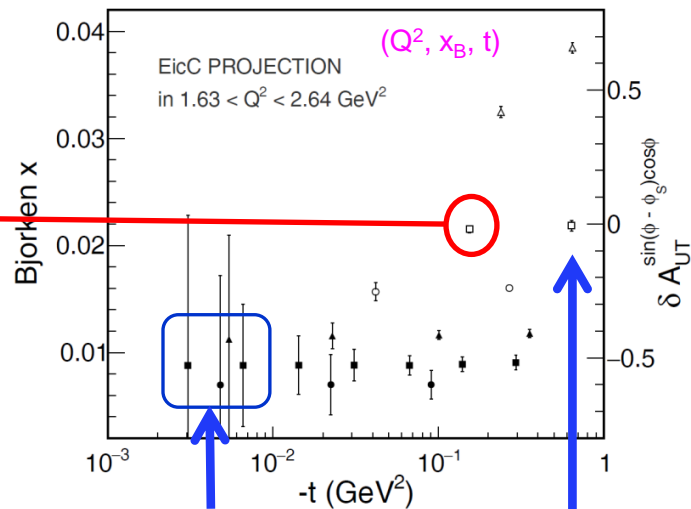 0.04
0.03
0.02
0.01
Bjorken x
(Q², x_B, t)
EicC PROJECTION
in 1.63 < Q² < 2.64 GeV²
0.5
0
−0.5
δ A_UT^sin(ϕ - ϕ_s)cosϕ
10⁻³
10⁻²
10⁻¹
1
-t (GeV²)